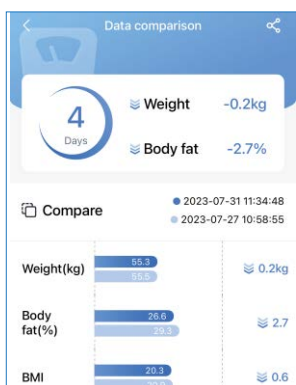 Data comparison
4
Days
Weight -0.2kg
Body fat -2.7%
Compare
2023-07-31 11:34:48
2023-07-27 10:58:55
Weight(kg) 55.3 0.2kg
55.5
Body fat(%) 26.6 2.7
29.3
BMI 20.3 0.6